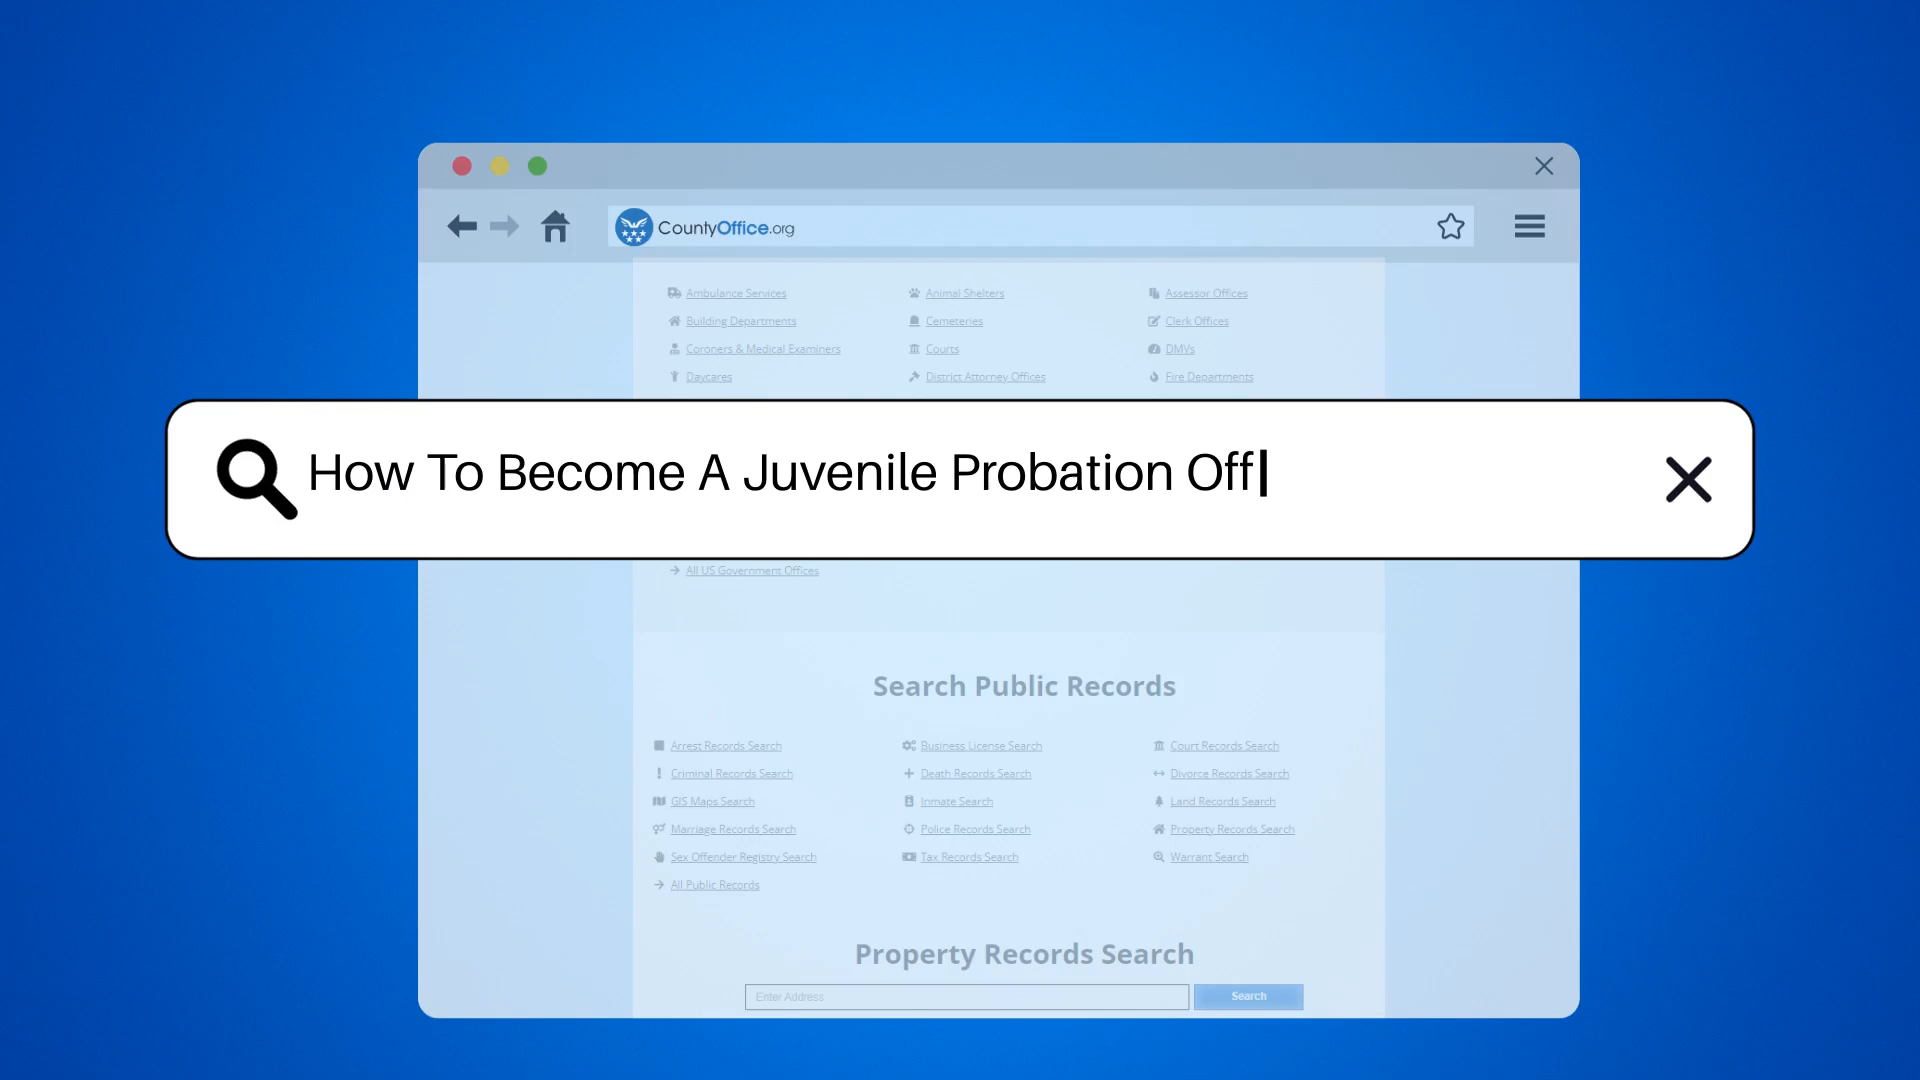 CountyOffice.org
Ambulance Services Animal Shelters Assessor Offices
Building Departments Cemeteries Clerk Offices
Coroners & Medical Examiners Courts DMVs
Daycares District Attorney Offices Fire Departments
How To Become A Juvenile Probation Off
All US Government Offices
Search Public Records
Arrest Records Search Business License Search Court Records Search
Criminal Records Search Death Records Search Divorce Records Search
GIS Maps Search Inmate Search Land Records Search
Marriage Records Search Police Records Search Property Records Search
Sex Offender Registry Search Tax Records Search Warrant Search
All Public Records
Property Records Search
Enter Address Search